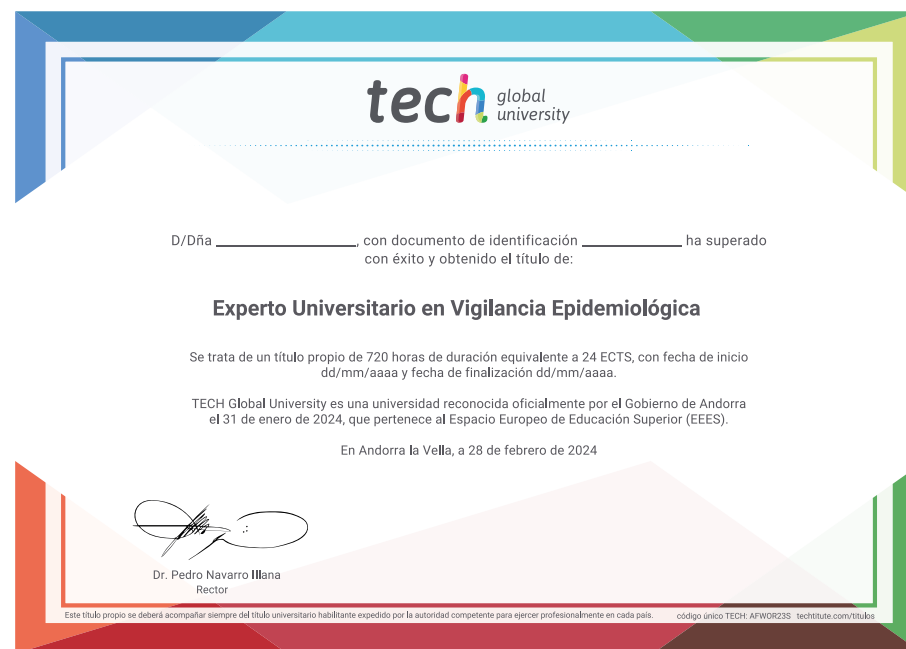 tech global
university
D/Dña ______________, con documento de identificación __________ ha superado
con éxito y obtenido el título de:
Experto Universitario en Vigilancia Epidemiológica
Se trata de un título propio de 720 horas de duración equivalente a 24 ECTS, con fecha de inicio
dd/mm/aaaa y fecha de finalización dd/mm/aaaa.
TECH Global University es una universidad reconocida oficialmente por el Gobierno de Andorra
el 31 de enero de 2024, que pertenece al Espacio Europeo de Educación Superior (EEES).
En Andorra la Vella, a 28 de febrero de 2024
Dr. Pedro Navarro Illana
Rector
Este título propio se deberá acompañar siempre del título universitario habilitante expedido por la autoridad competente para ejercer profesionalmente en cada país.
código único TECH: AFWOR23S techtitute.com/titulos